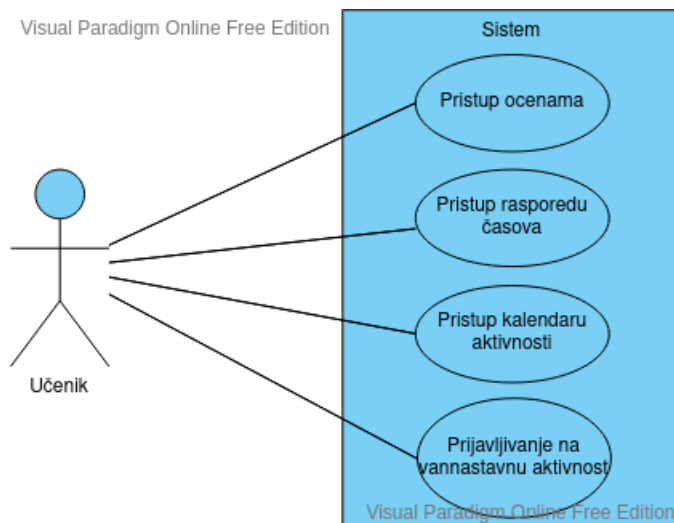 Visual Paradigm Online Free Edition
Sistem
Pristup ocenama
Pristup rasporedu
časova
Pristup kalendaru
aktivnosti
Učenik
Prijavljivanje na
vannastavnu aktivnost
Visual Paradigm Online Free Edition